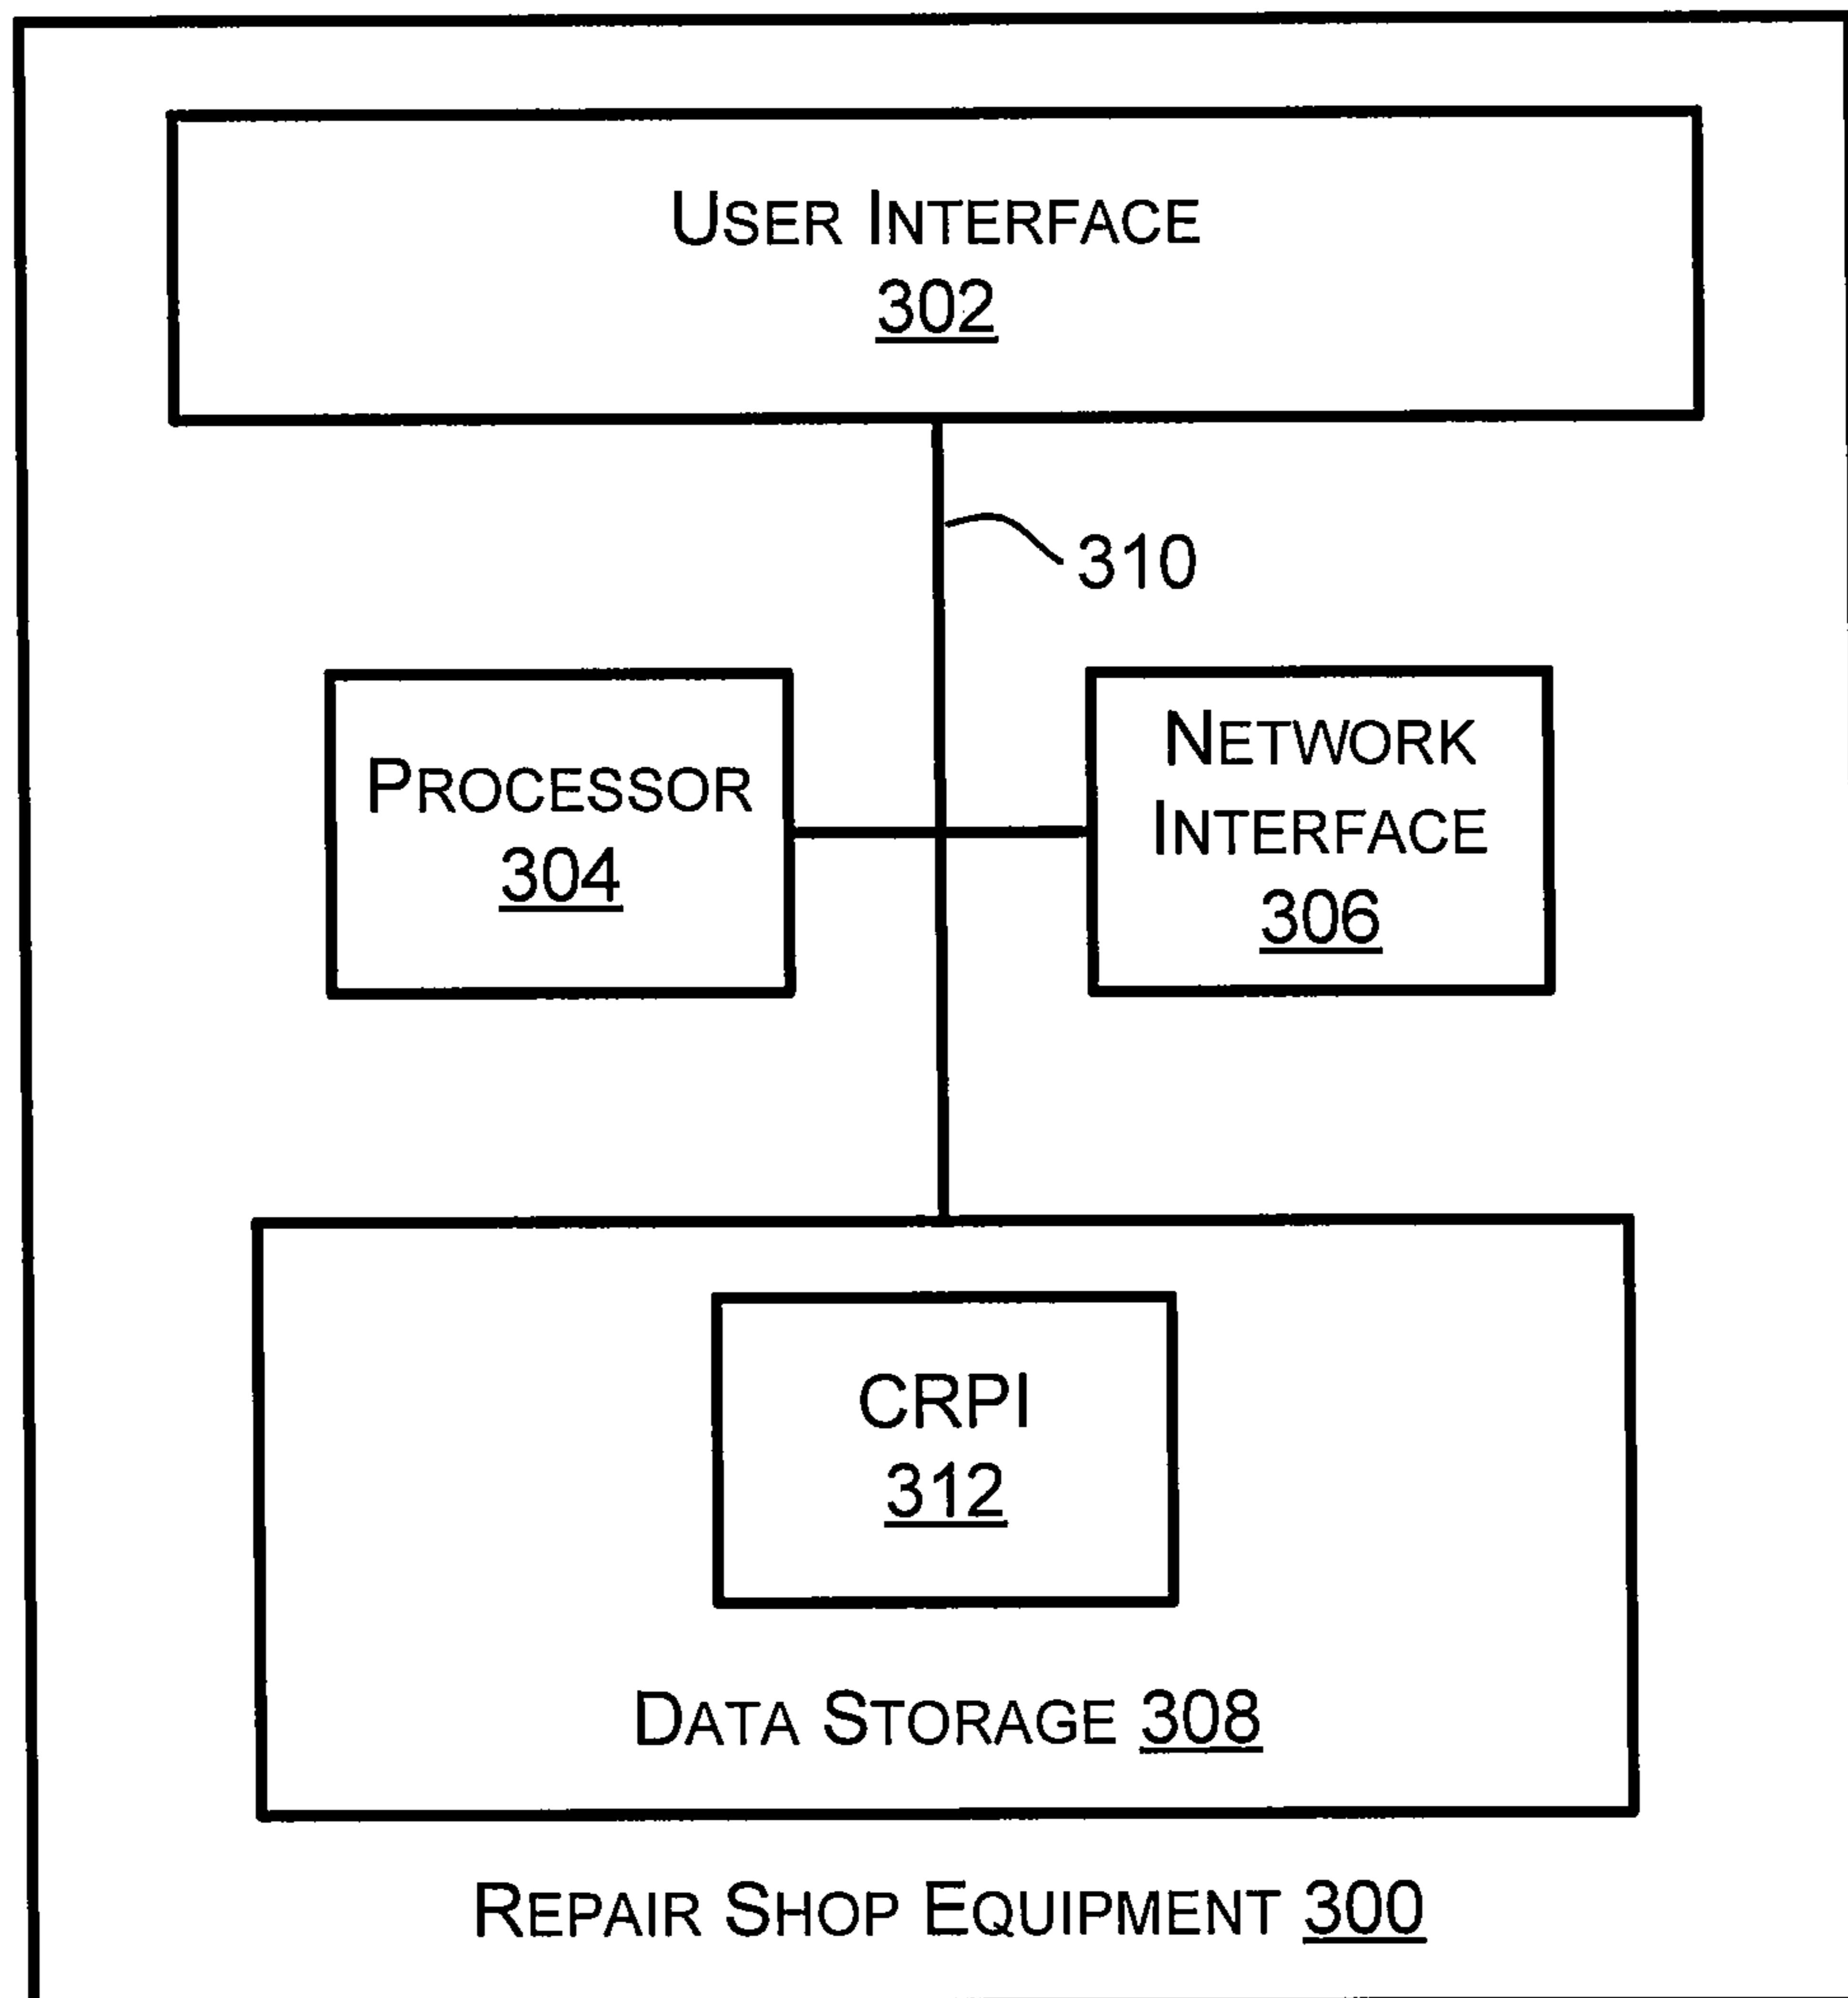 USER INTERFACE
302
310
PROCESSOR
304
NETWORK
INTERFACE
306
CRPI
312
DATA STORAGE 308
REPAIR SHOP EQUIPMENT 300